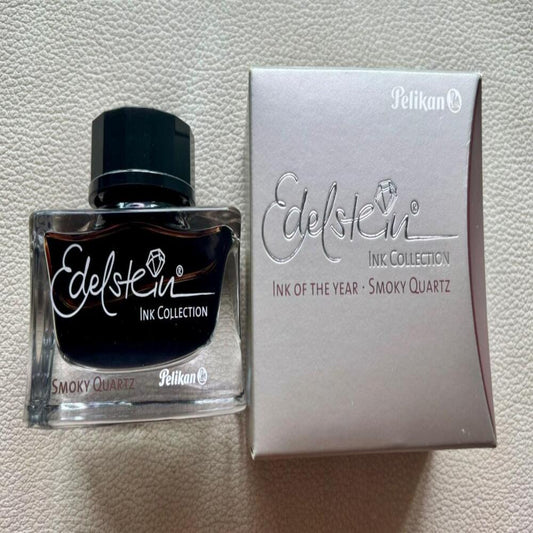 Edelstein®
INK COLLECTION
SMOKY QUARTZ
Pelikan
Pelikan
Edelstein®
INK COLLECTION
INK OF THE YEAR · SMOKY QUARTZ